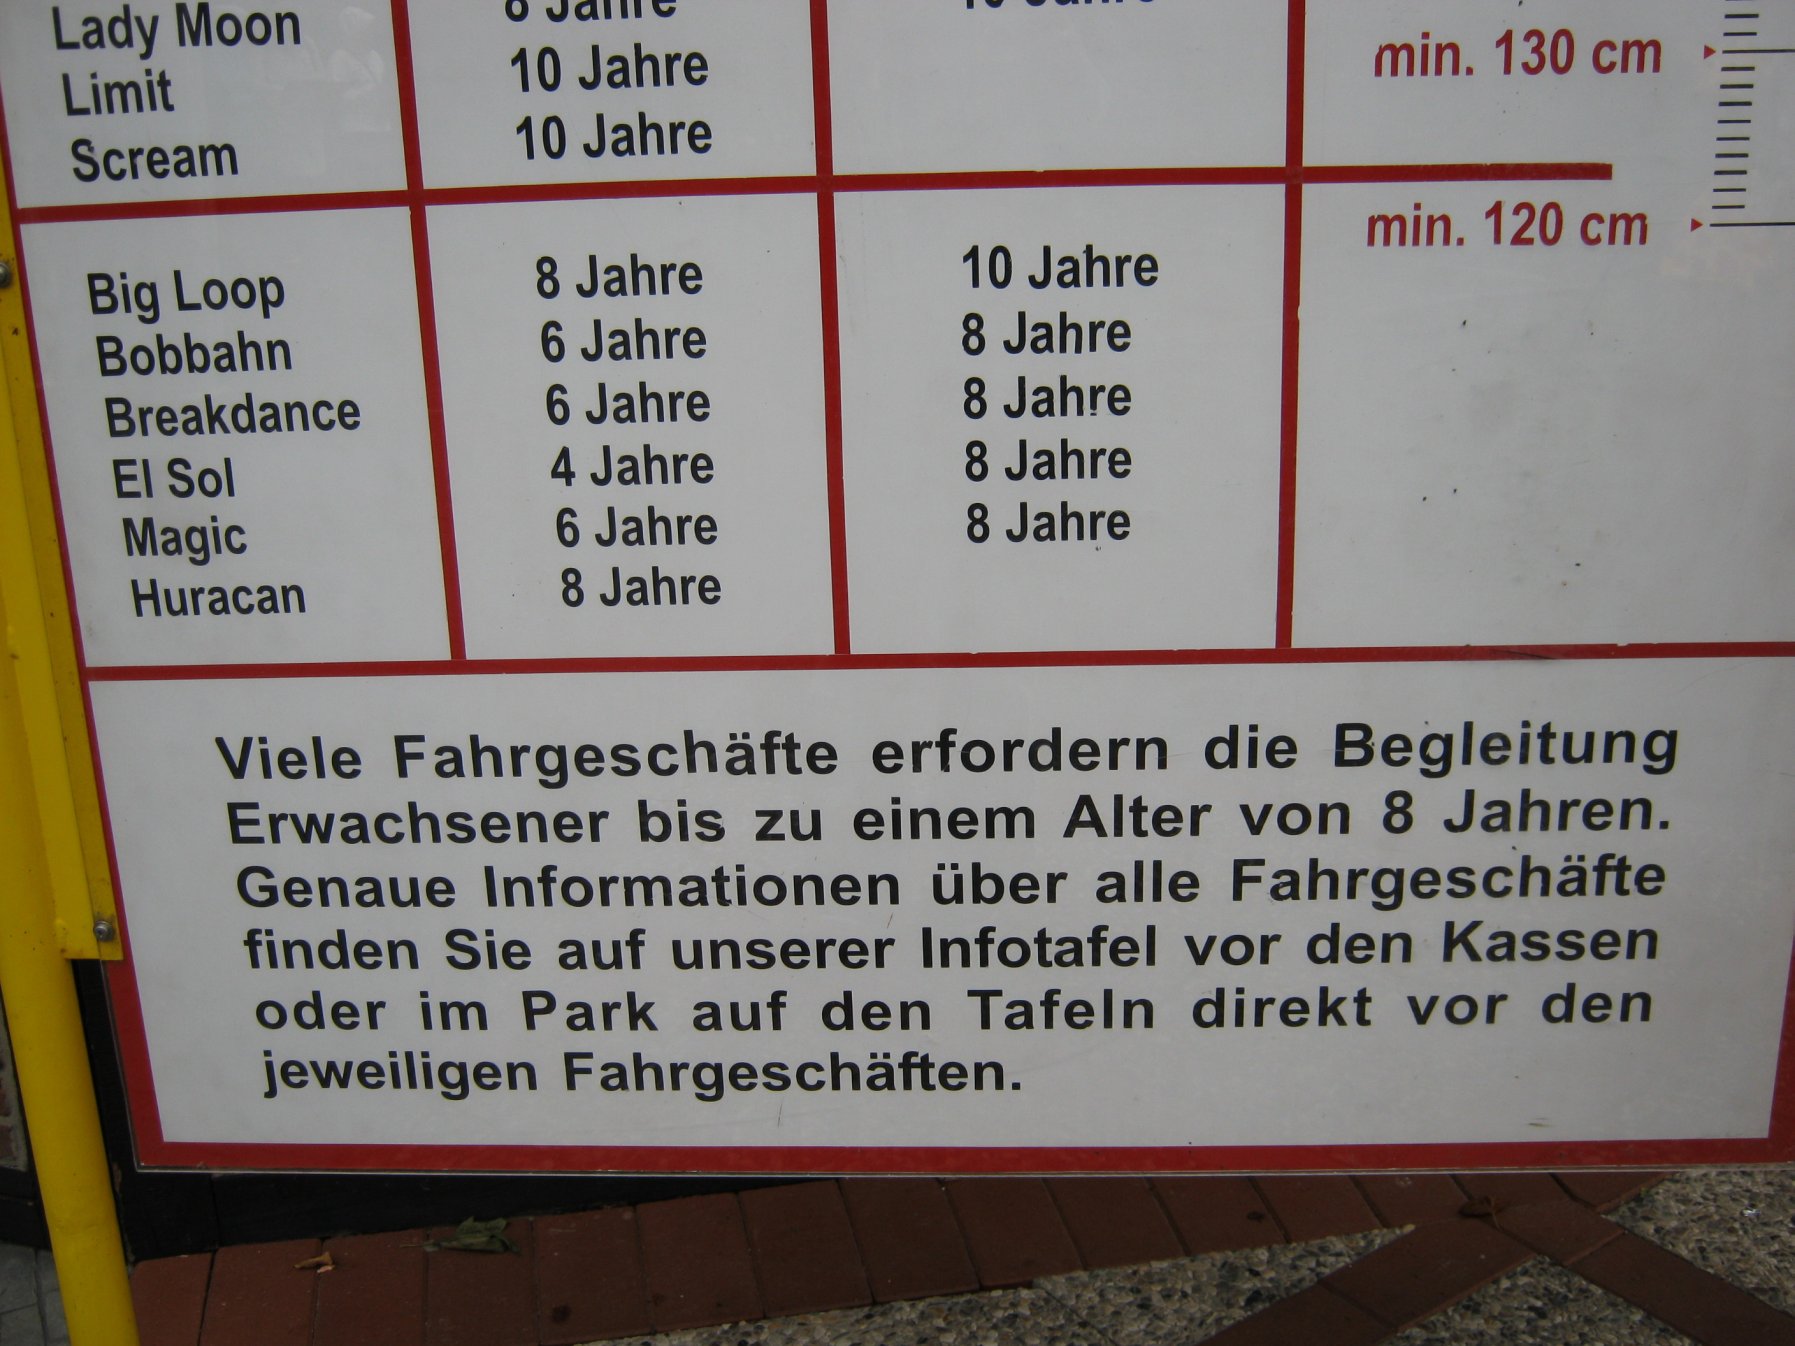 Lady Moon 8 Jahre 10 Jahre
Limit 10 Jahre min. 130 cm
Scream 10 Jahre
min. 120 cm
Big Loop 8 Jahre 10 Jahre
Bobbahn 6 Jahre 8 Jahre
Breakdance 6 Jahre 8 Jahre
El Sol 4 Jahre 8 Jahre
Magic 6 Jahre 8 Jahre
Huracan 8 Jahre
Viele Fahrgeschäfte erfordern die Begleitung
Erwachsener bis zu einem Alter von 8 Jahren.
Genaue Informationen über alle Fahrgeschäfte
finden Sie auf unserer Infotafel vor den Kassen
oder im Park auf den Tafeln direkt vor den
jeweiligen Fahrgeschäften.